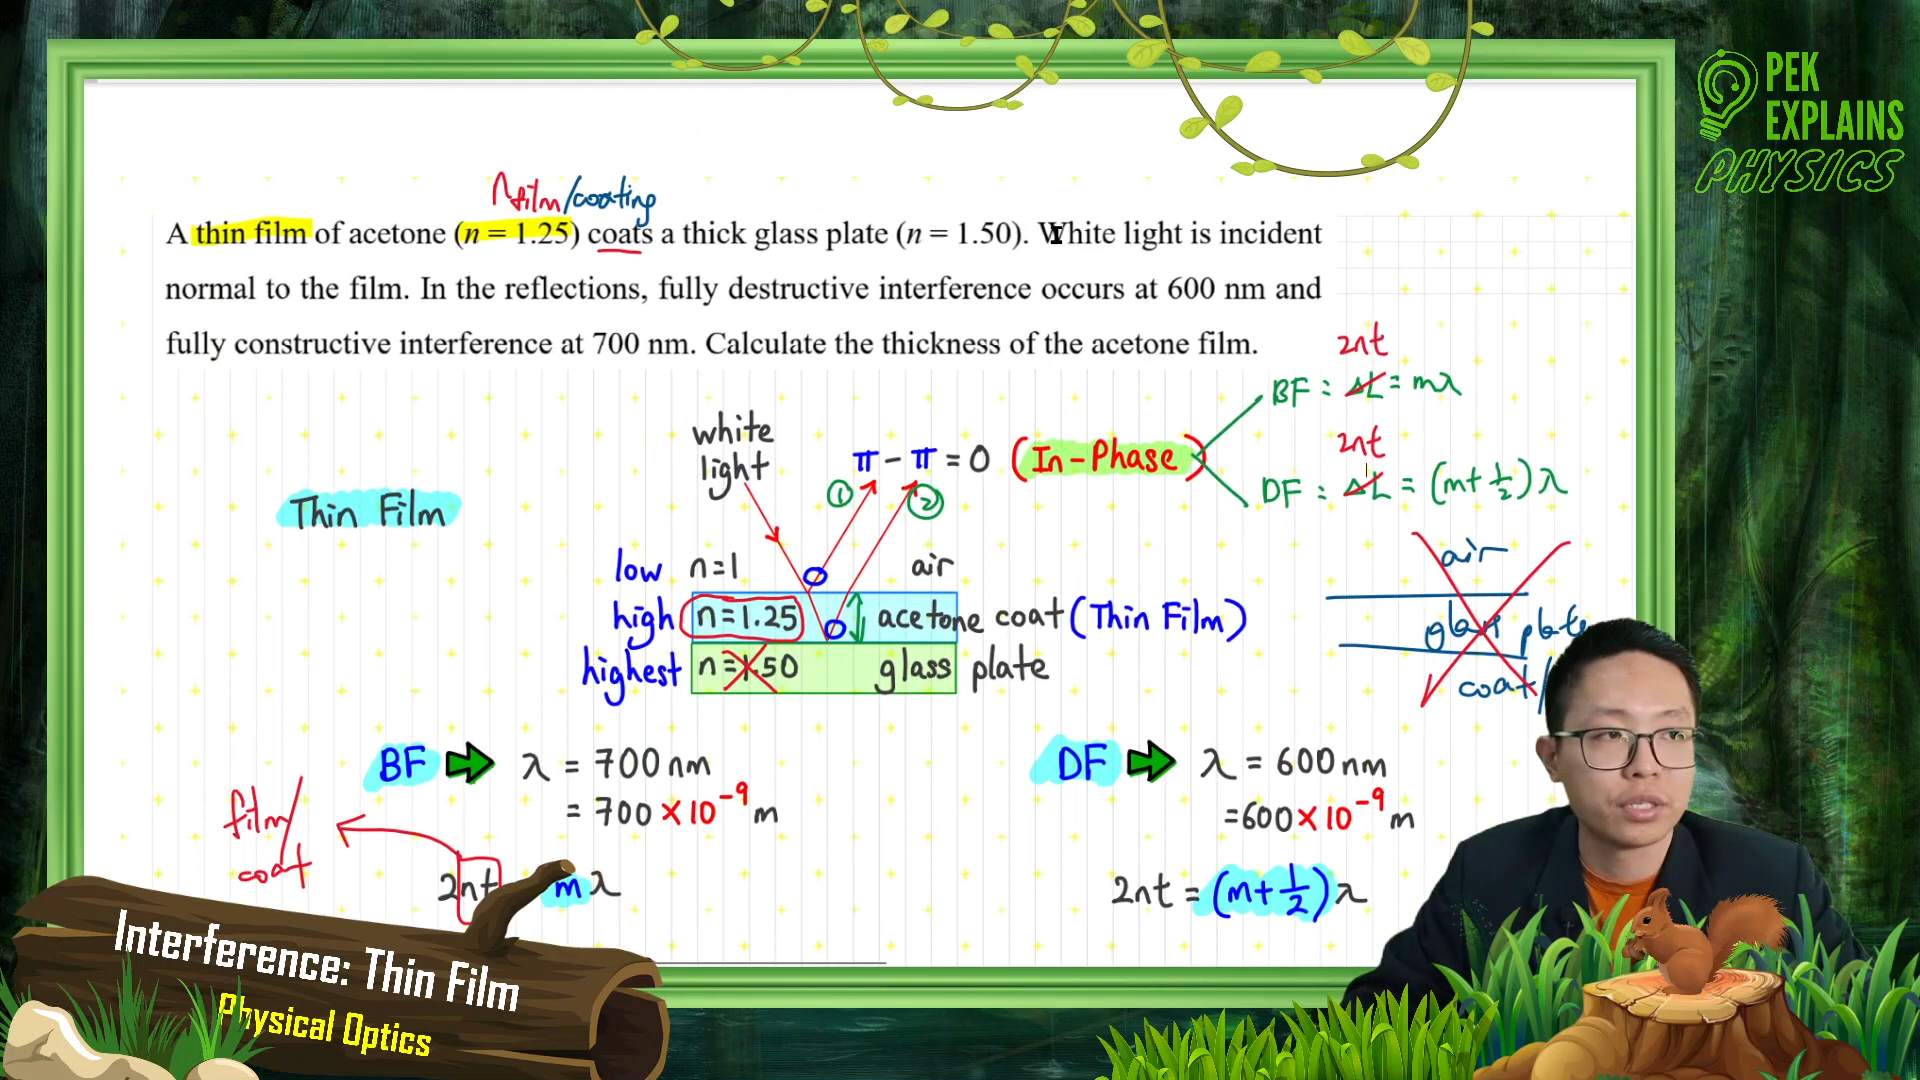 PEK
EXPLAINS
PHYSICS
n film/coating
A thin film of acetone (n = 1.25) coats a thick glass plate (n = 1.50). White light is incident
normal to the film. In the reflections, fully destructive interference occurs at 600 nm and
fully constructive interference at 700 nm. Calculate the thickness of the acetone film.
2nt
BF : ΔL = mλ
white
light
π - π = 0 (In-Phase)
2nt
DF : ΔL = (m+½)λ
① ②
Thin Film
low n=1 air
high n=1.25 acetone coat (Thin Film)
highest n=1.50 glass plate
air
glass plate
coat/
BF λ = 700nm
= 700 ×10⁻⁹ m
DF λ = 600nm
=600×10⁻⁹ m
film/
coat
2nt mλ
2nt = (m+½)λ
Interference: Thin Film
Physical Optics